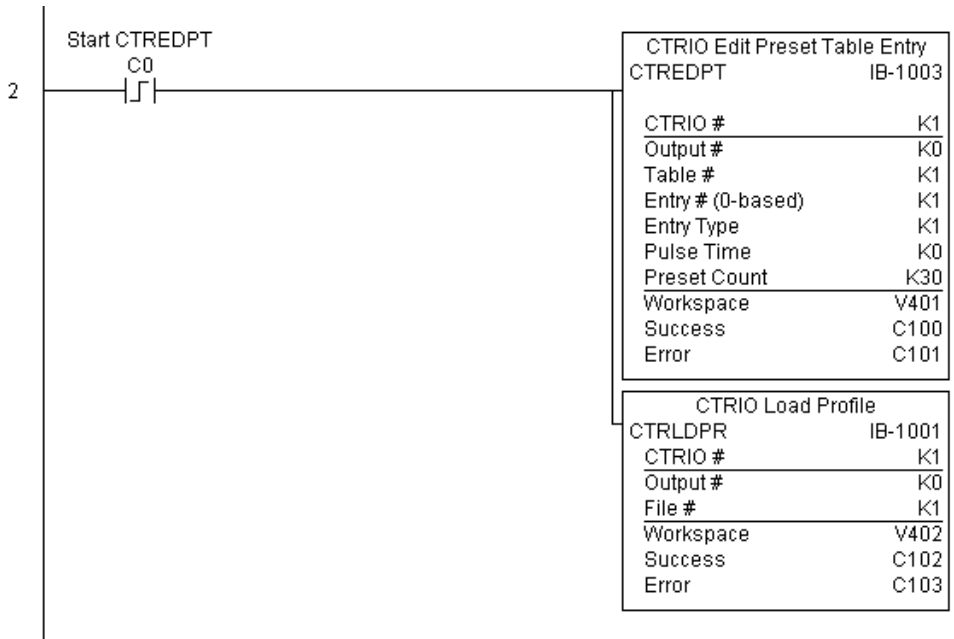 Start CTREDPT
C0
2
CTRIO Edit Preset Table Entry
CTREDPT IB-1003
CTRIO # K1
Output # K0
Table # K1
Entry # (0-based) K1
Entry Type K1
Pulse Time K0
Preset Count K30
Workspace V401
Success C100
Error C101
CTRIO Load Profile
CTRLDPR IB-1001
CTRIO # K1
Output # K0
File # K1
Workspace V402
Success C102
Error C103